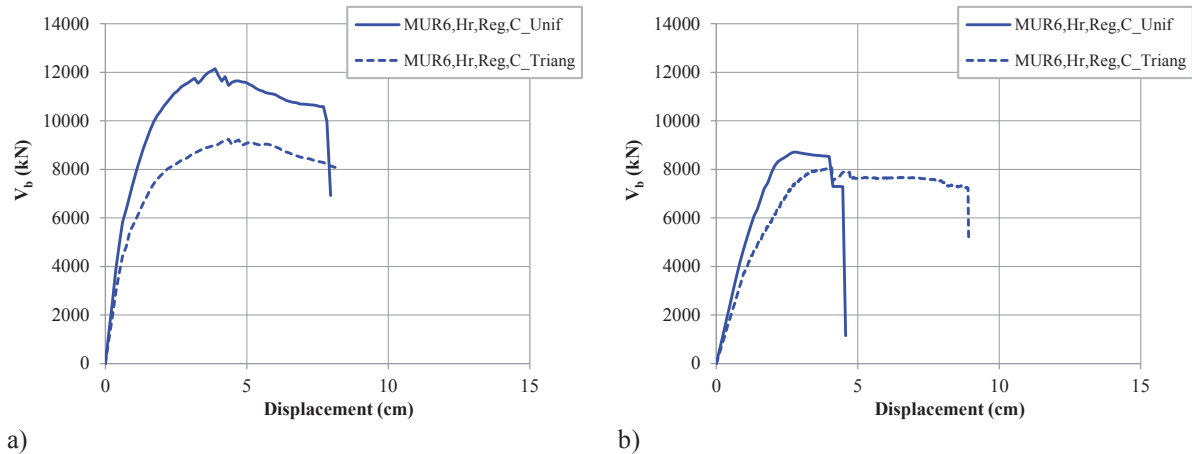 MUR6,Hr,Reg,C_Unif
MUR6,Hr,Reg,C_Triang
14000
12000
10000
8000
6000
4000
2000
0
V_b (kN)
0 5 10 15
Displacement (cm)
a)
MUR6,Hr,Reg,C_Unif
MUR6,Hr,Reg,C_Triang
14000
12000
10000
8000
6000
4000
2000
0
V_b (kN)
0 5 10 15
Displacement (cm)
b)